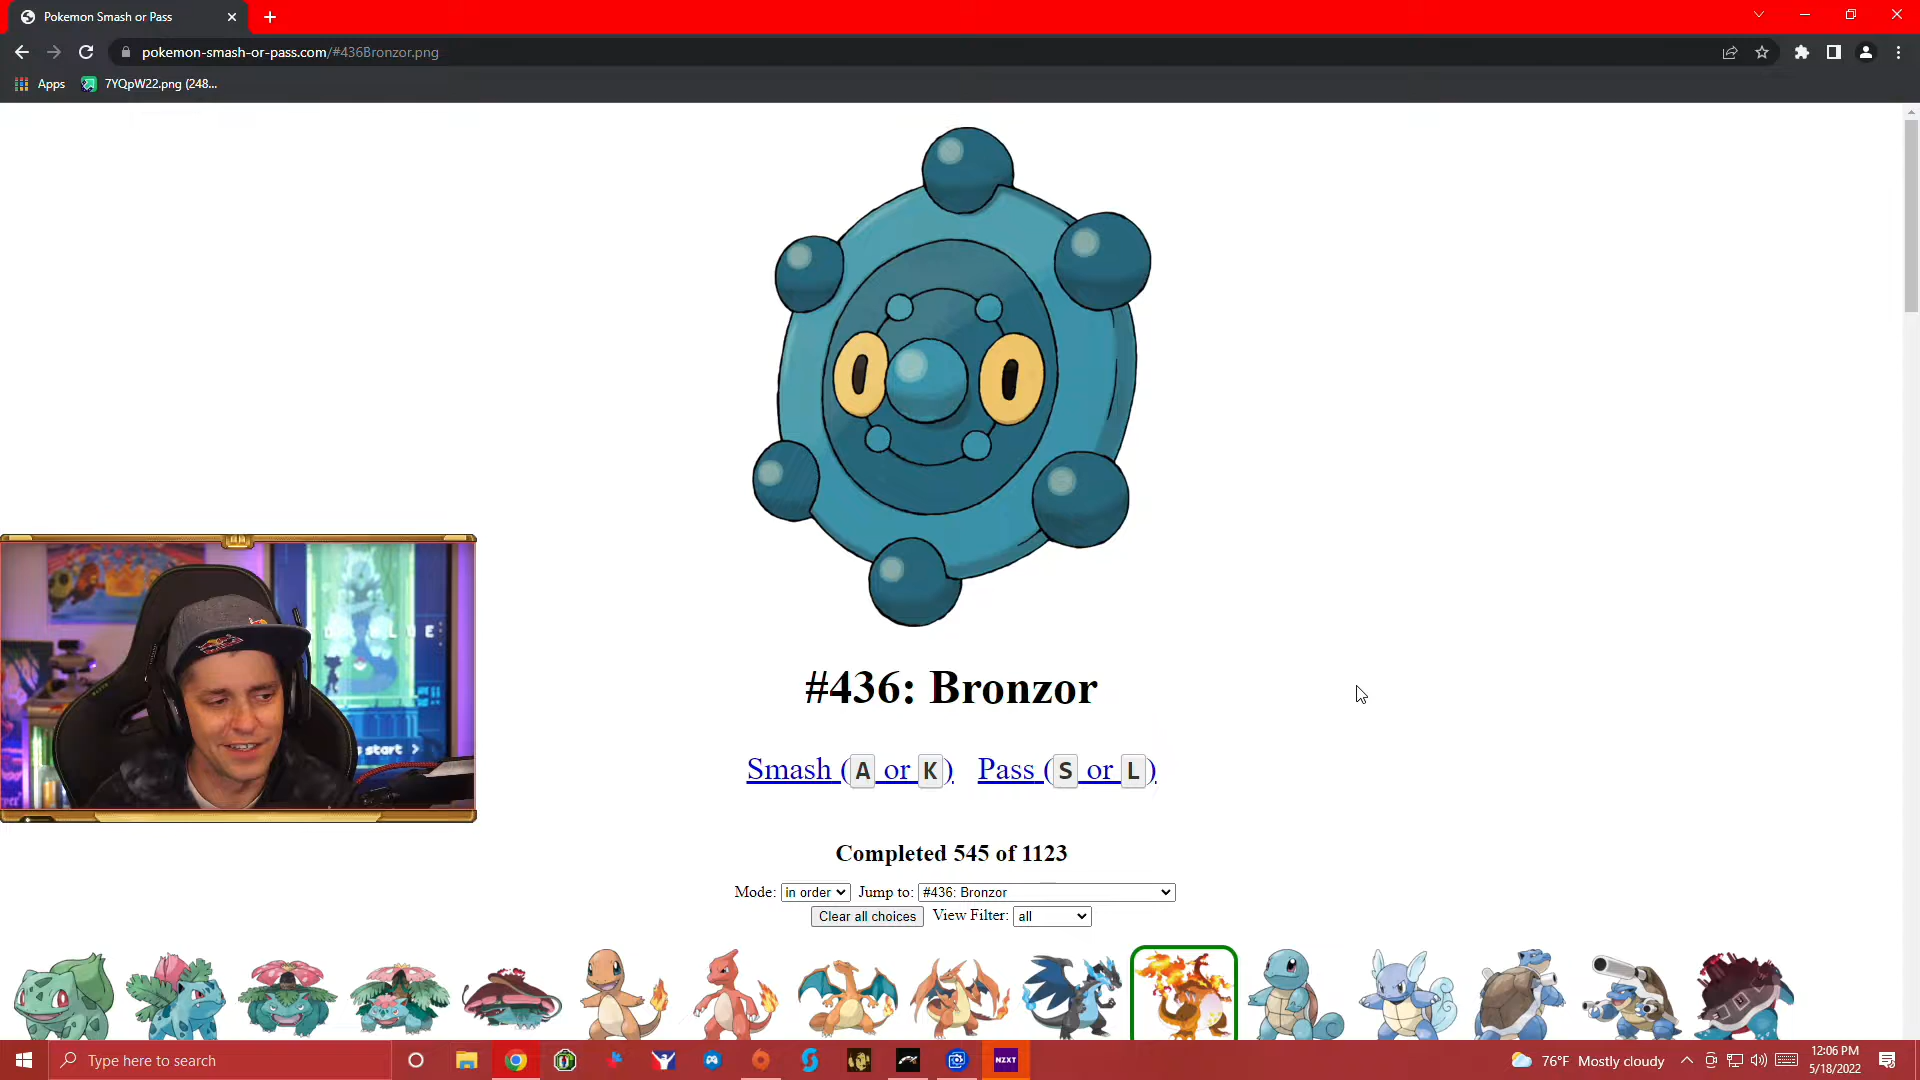 Pokemon Smash or Pass
pokemon-smash-or-pass.com/#436Bronzor.png
Apps
7YQpW22.png (248...
#436: Bronzor
Smash (A or K)
Pass (S or L)
Completed 545 of 1123
Mode: in order
Jump to: #436: Bronzor
Clear all choices
View Filter: all
start >
Type here to search
NZXT
76°F Mostly cloudy
12:06 PM
5/18/2022